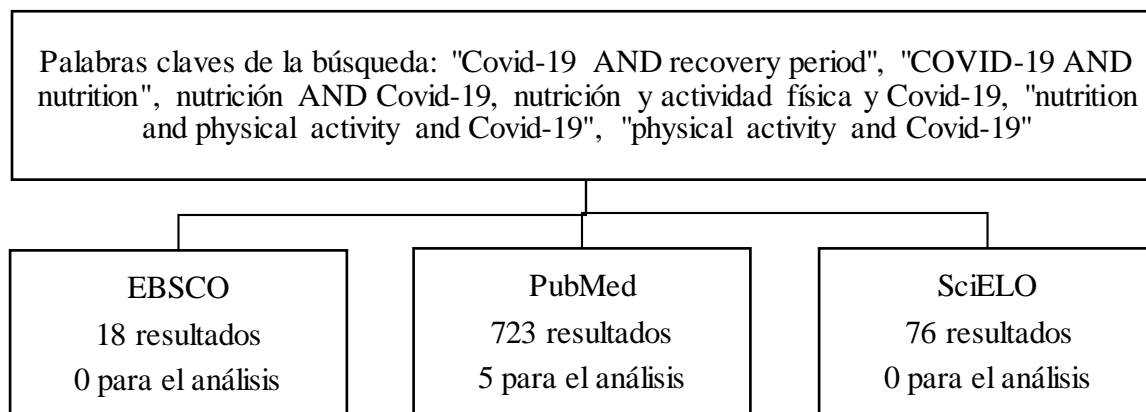 Palabras claves de la búsqueda: "Covid-19 AND recovery period", "COVID-19 AND
nutrition", nutrición AND Covid-19, nutrición y actividad física y Covid-19, "nutrition
and physical activity and Covid-19", "physical activity and Covid-19"
EBSCO
18 resultados
0 para el análisis
PubMed
723 resultados
5 para el análisis
SciELO
76 resultados
0 para el análisis